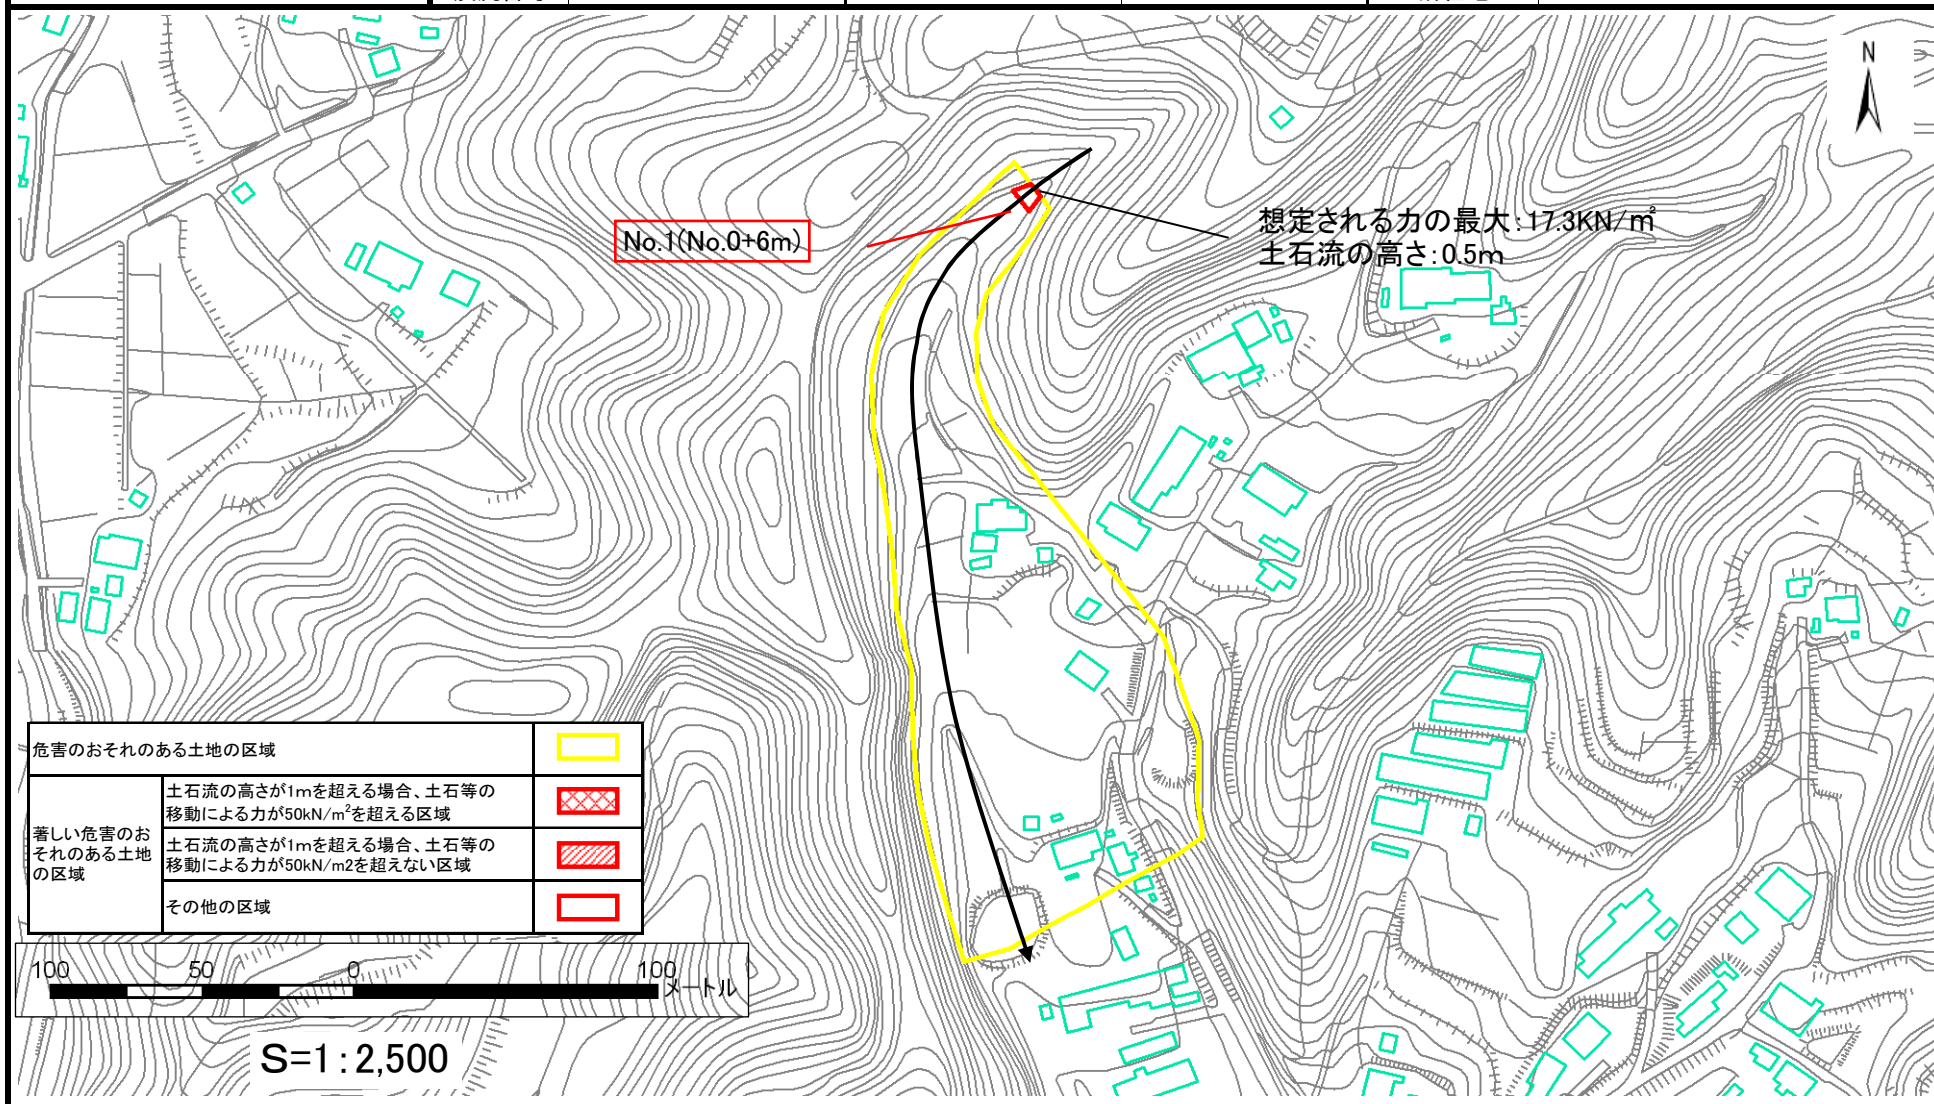 N
No.1(No.0+6m)
想定される力の最大:17.3KN/㎡
土石流の高さ:0.5m
危害のおそれのある土地の区域
著しい危害のお
それのある土地
の区域
土石流の高さが1mを超える場合、土石等の
移動による力が50kN/m²を超える区域
土石流の高さが1mを超える場合、土石等の
移動による力が50kN/m2を超えない区域
その他の区域
100 50 0 100
メートル
S=1:2,500